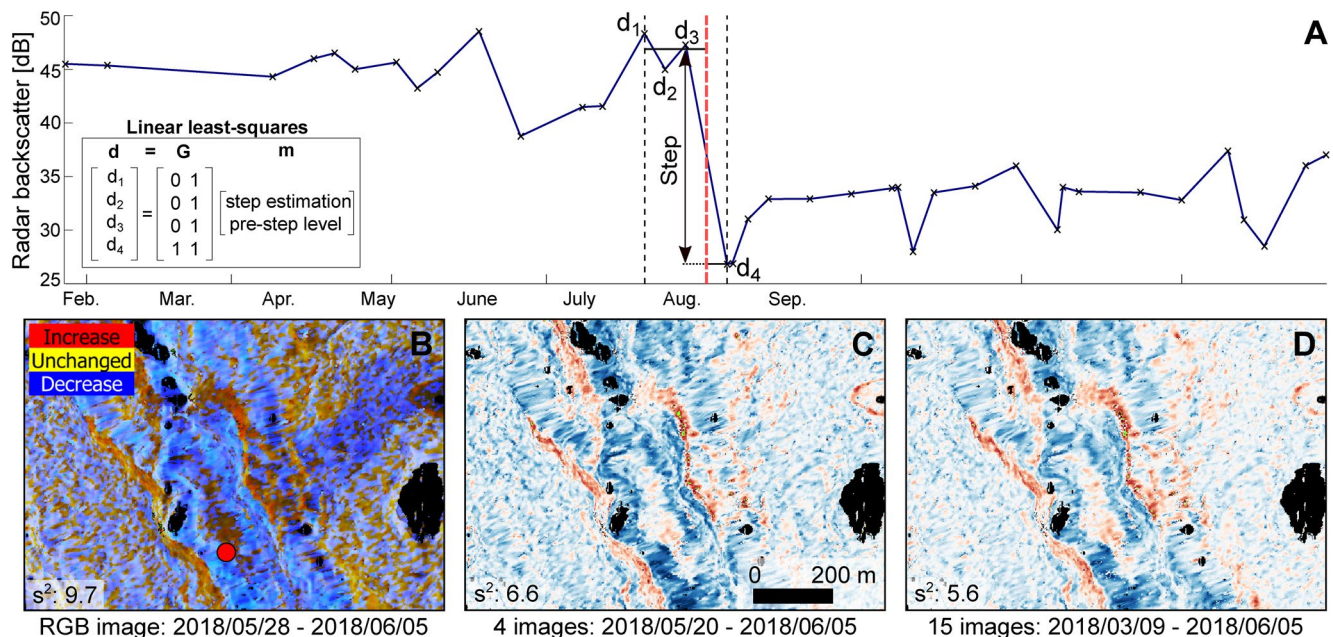 A
Radar backscatter [dB]
50
45
40
35
30
25
d1
d2
d3
d4
Step
Linear least-squares
d = G m
d1
d2
d3
d4
=
0 1
0 1
0 1
1 1
step estimation
pre-step level
Feb. Mar. Apr. May June July Aug. Sep.
Increase
Unchanged
Decrease
B
s²: 9.7
RGB image: 2018/05/28 - 2018/06/05
C
s²: 6.6
0 200 m
4 images: 2018/05/20 - 2018/06/05
D
s²: 5.6
15 images: 2018/03/09 - 2018/06/05